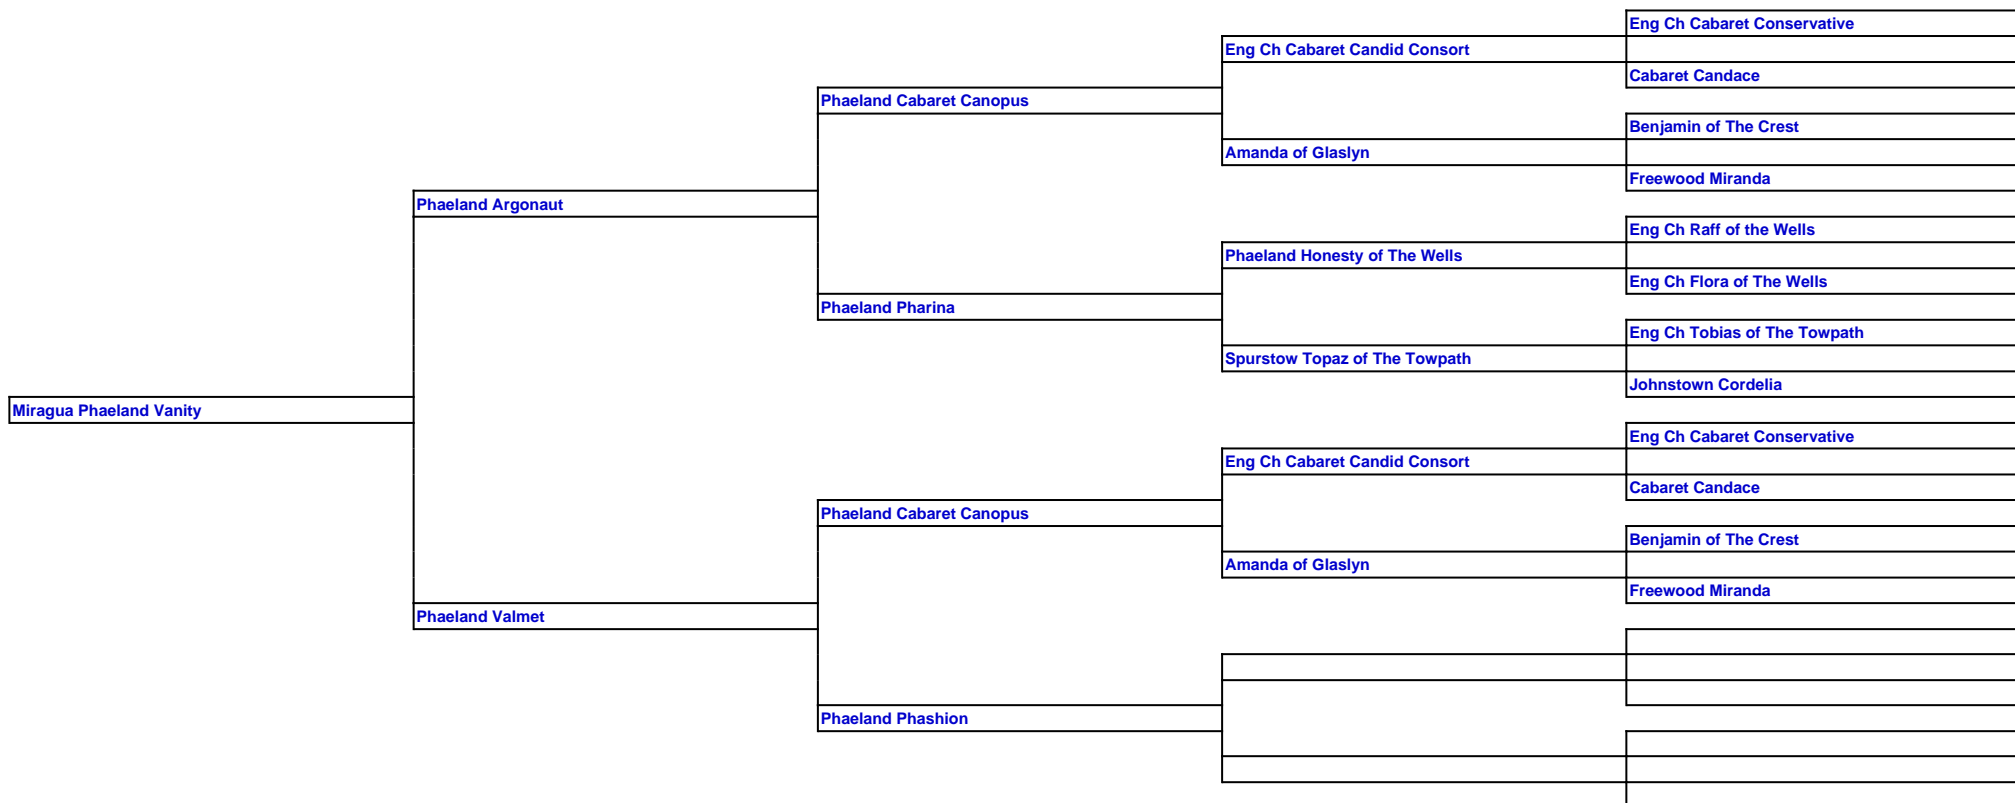 Eng Ch Cabaret Conservative
Eng Ch Cabaret Candid Consort
Cabaret Candace
Phaeland Cabaret Canopus
Benjamin of The Crest
Amanda of Glaslyn
Freewood Miranda
Phaeland Argonaut
Eng Ch Raff of the Wells
Phaeland Honesty of The Wells
Eng Ch Flora of The Wells
Phaeland Pharina
Eng Ch Tobias of The Towpath
Spurstow Topaz of The Towpath
Johnstown Cordelia
Miragua Phaeland Vanity
Eng Ch Cabaret Conservative
Eng Ch Cabaret Candid Consort
Cabaret Candace
Phaeland Cabaret Canopus
Benjamin of The Crest
Amanda of Glaslyn
Freewood Miranda
Phaeland Valmet
Phaeland Phashion